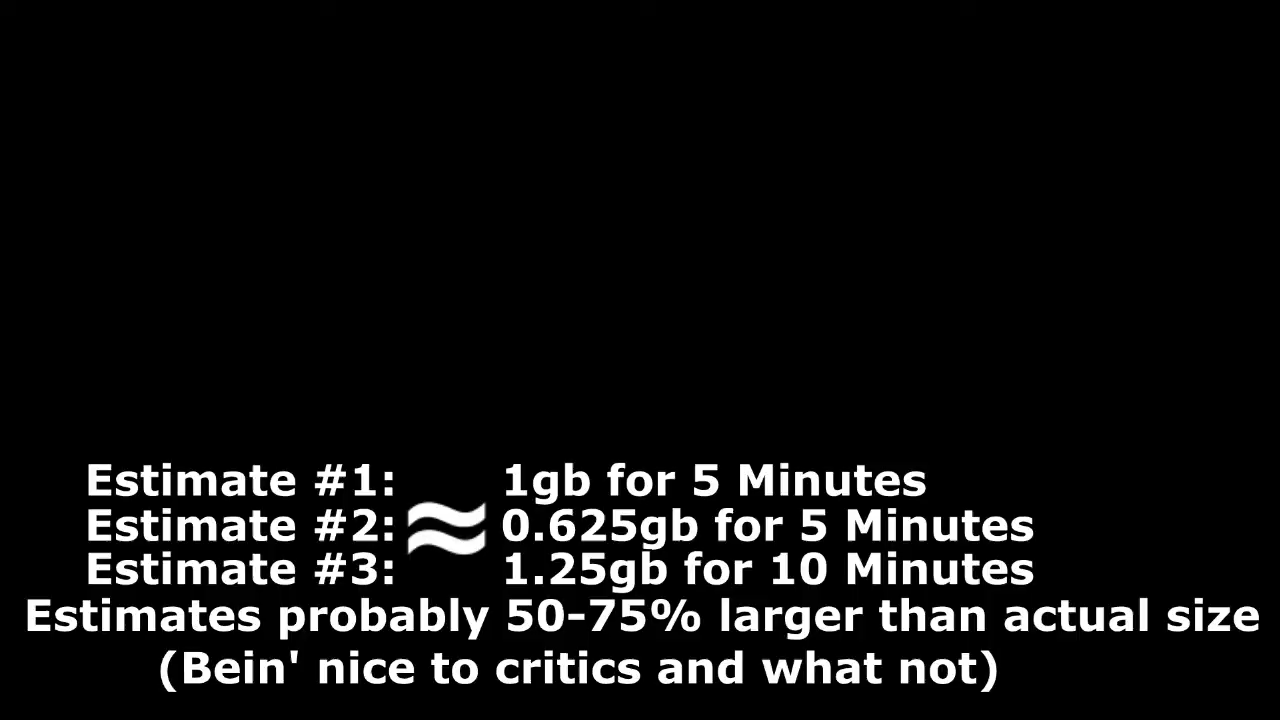 Estimate #1: 1gb for 5 Minutes
Estimate #2: ≈ 0.625gb for 5 Minutes
Estimate #3: 1.25gb for 10 Minutes
Estimates probably 50-75% larger than actual size
(Bein' nice to critics and what not)